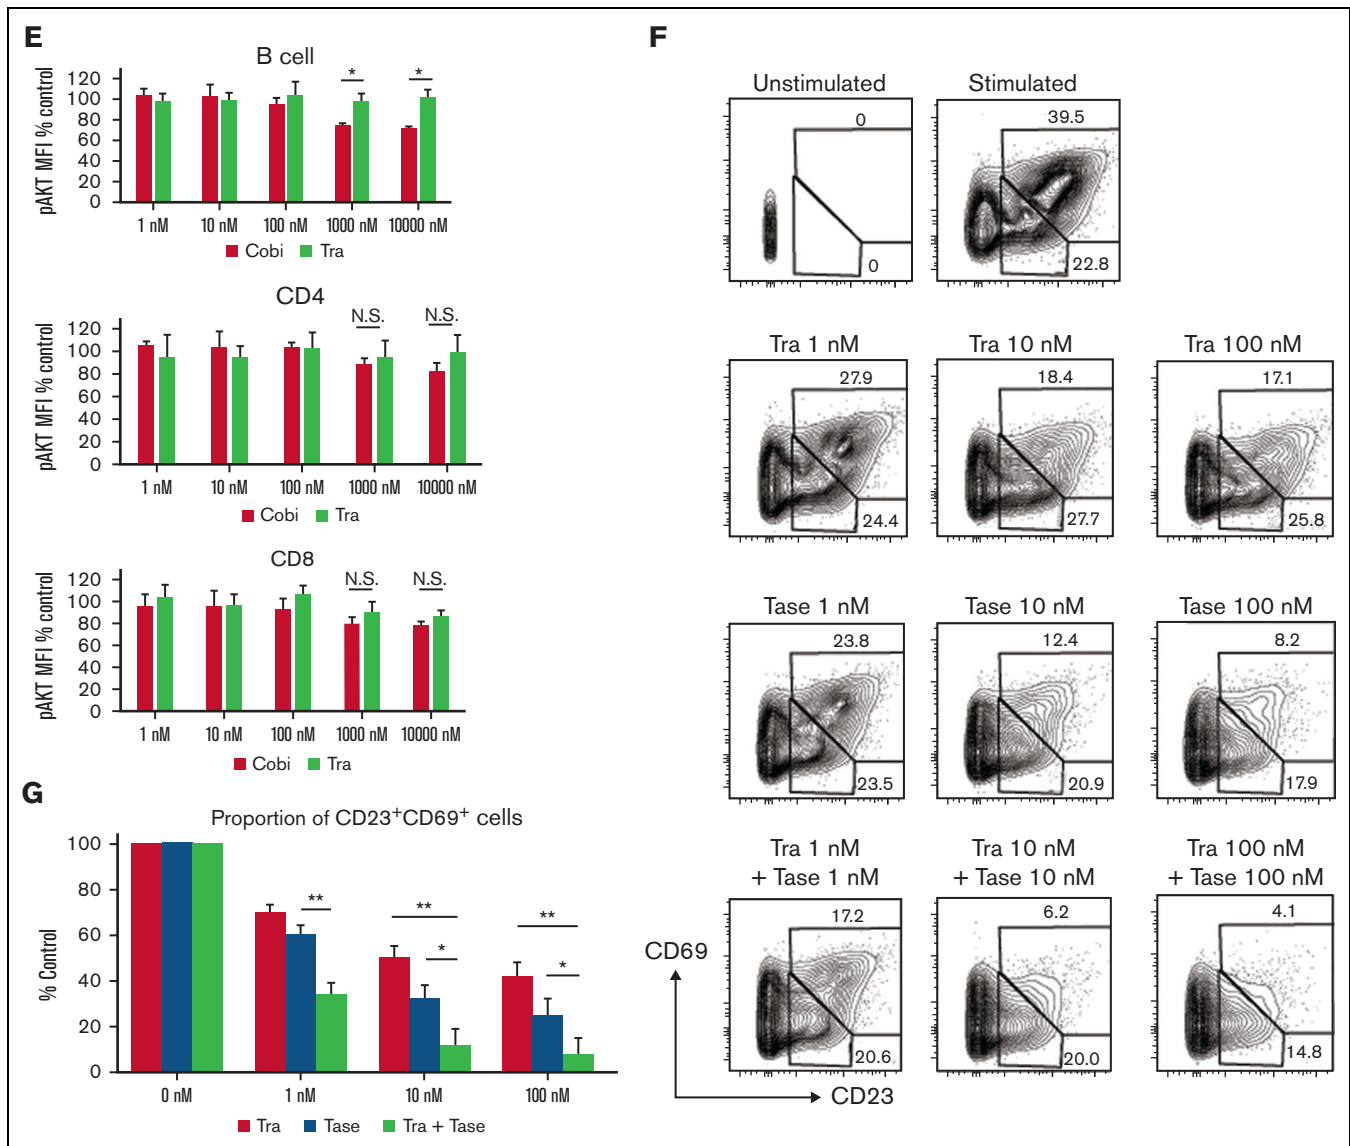 E
B cell
pAKT MFI % control
120
100
80
60
40
20
0
* *
1 nM 10 nM 100 nM 1000 nM 10000 nM
Cobi Tra
CD4
pAKT MFI % control
120
100
80
60
40
20
0
N.S. N.S.
1 nM 10 nM 100 nM 1000 nM 10000 nM
Cobi Tra
CD8
pAKT MFI % control
120
100
80
60
40
20
0
N.S. N.S.
1 nM 10 nM 100 nM 1000 nM 10000 nM
Cobi Tra
G
Proportion of CD23+CD69+ cells
% Control
100
80
60
40
20
0
** ** * ** *
0 nM 1 nM 10 nM 100 nM
Tra Tase Tra + Tase
F
Unstimulated Stimulated
0 39.5
0 22.8
Tra 1 nM Tra 10 nM Tra 100 nM
27.9 18.4 17.1
24.4 27.7 25.8
Tase 1 nM Tase 10 nM Tase 100 nM
23.8 12.4 8.2
23.5 20.9 17.9
Tra 1 nM Tra 10 nM Tra 100 nM
+ Tase 1 nM + Tase 10 nM + Tase 100 nM
17.2 6.2 4.1
20.6 20.0 14.8
CD69
CD23